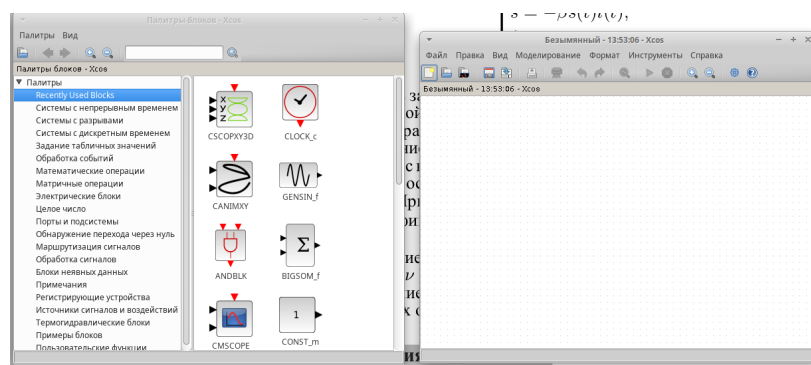 Палитры блоков - Xcos
Палитры Вид
Палитры блоков - Xcos
Палитры
Recently Used Blocks
Системы с непрерывным временем
Системы с разрывами
Системы с дискретным временем
Задание табличных значений
Обработка событий
Математические операции
Матричные операции
Электрические блоки
Целое число
Порты и подсистемы
Обнаружение перехода через нуль
Маршрутизация сигналов
Обработка сигналов
Блоки неявных данных
Примечания
Регистрирующие устройства
Источники сигналов и воздействий
Термогидравлические блоки
Примеры блоков
Пользовательские функции
X
Y
Z
CSCOPXY3D
CLOCK_c
CANIMXY
GENSIN_f
ANDBLK
Σ
BIGSOM_f
CMSCOPE
1
CONST_m
Безымянный - 13:53:06 - Xcos
Файл Правка Вид Моделирование Формат Инструменты Справка
Безымянный - 13:53:06 - Xcos